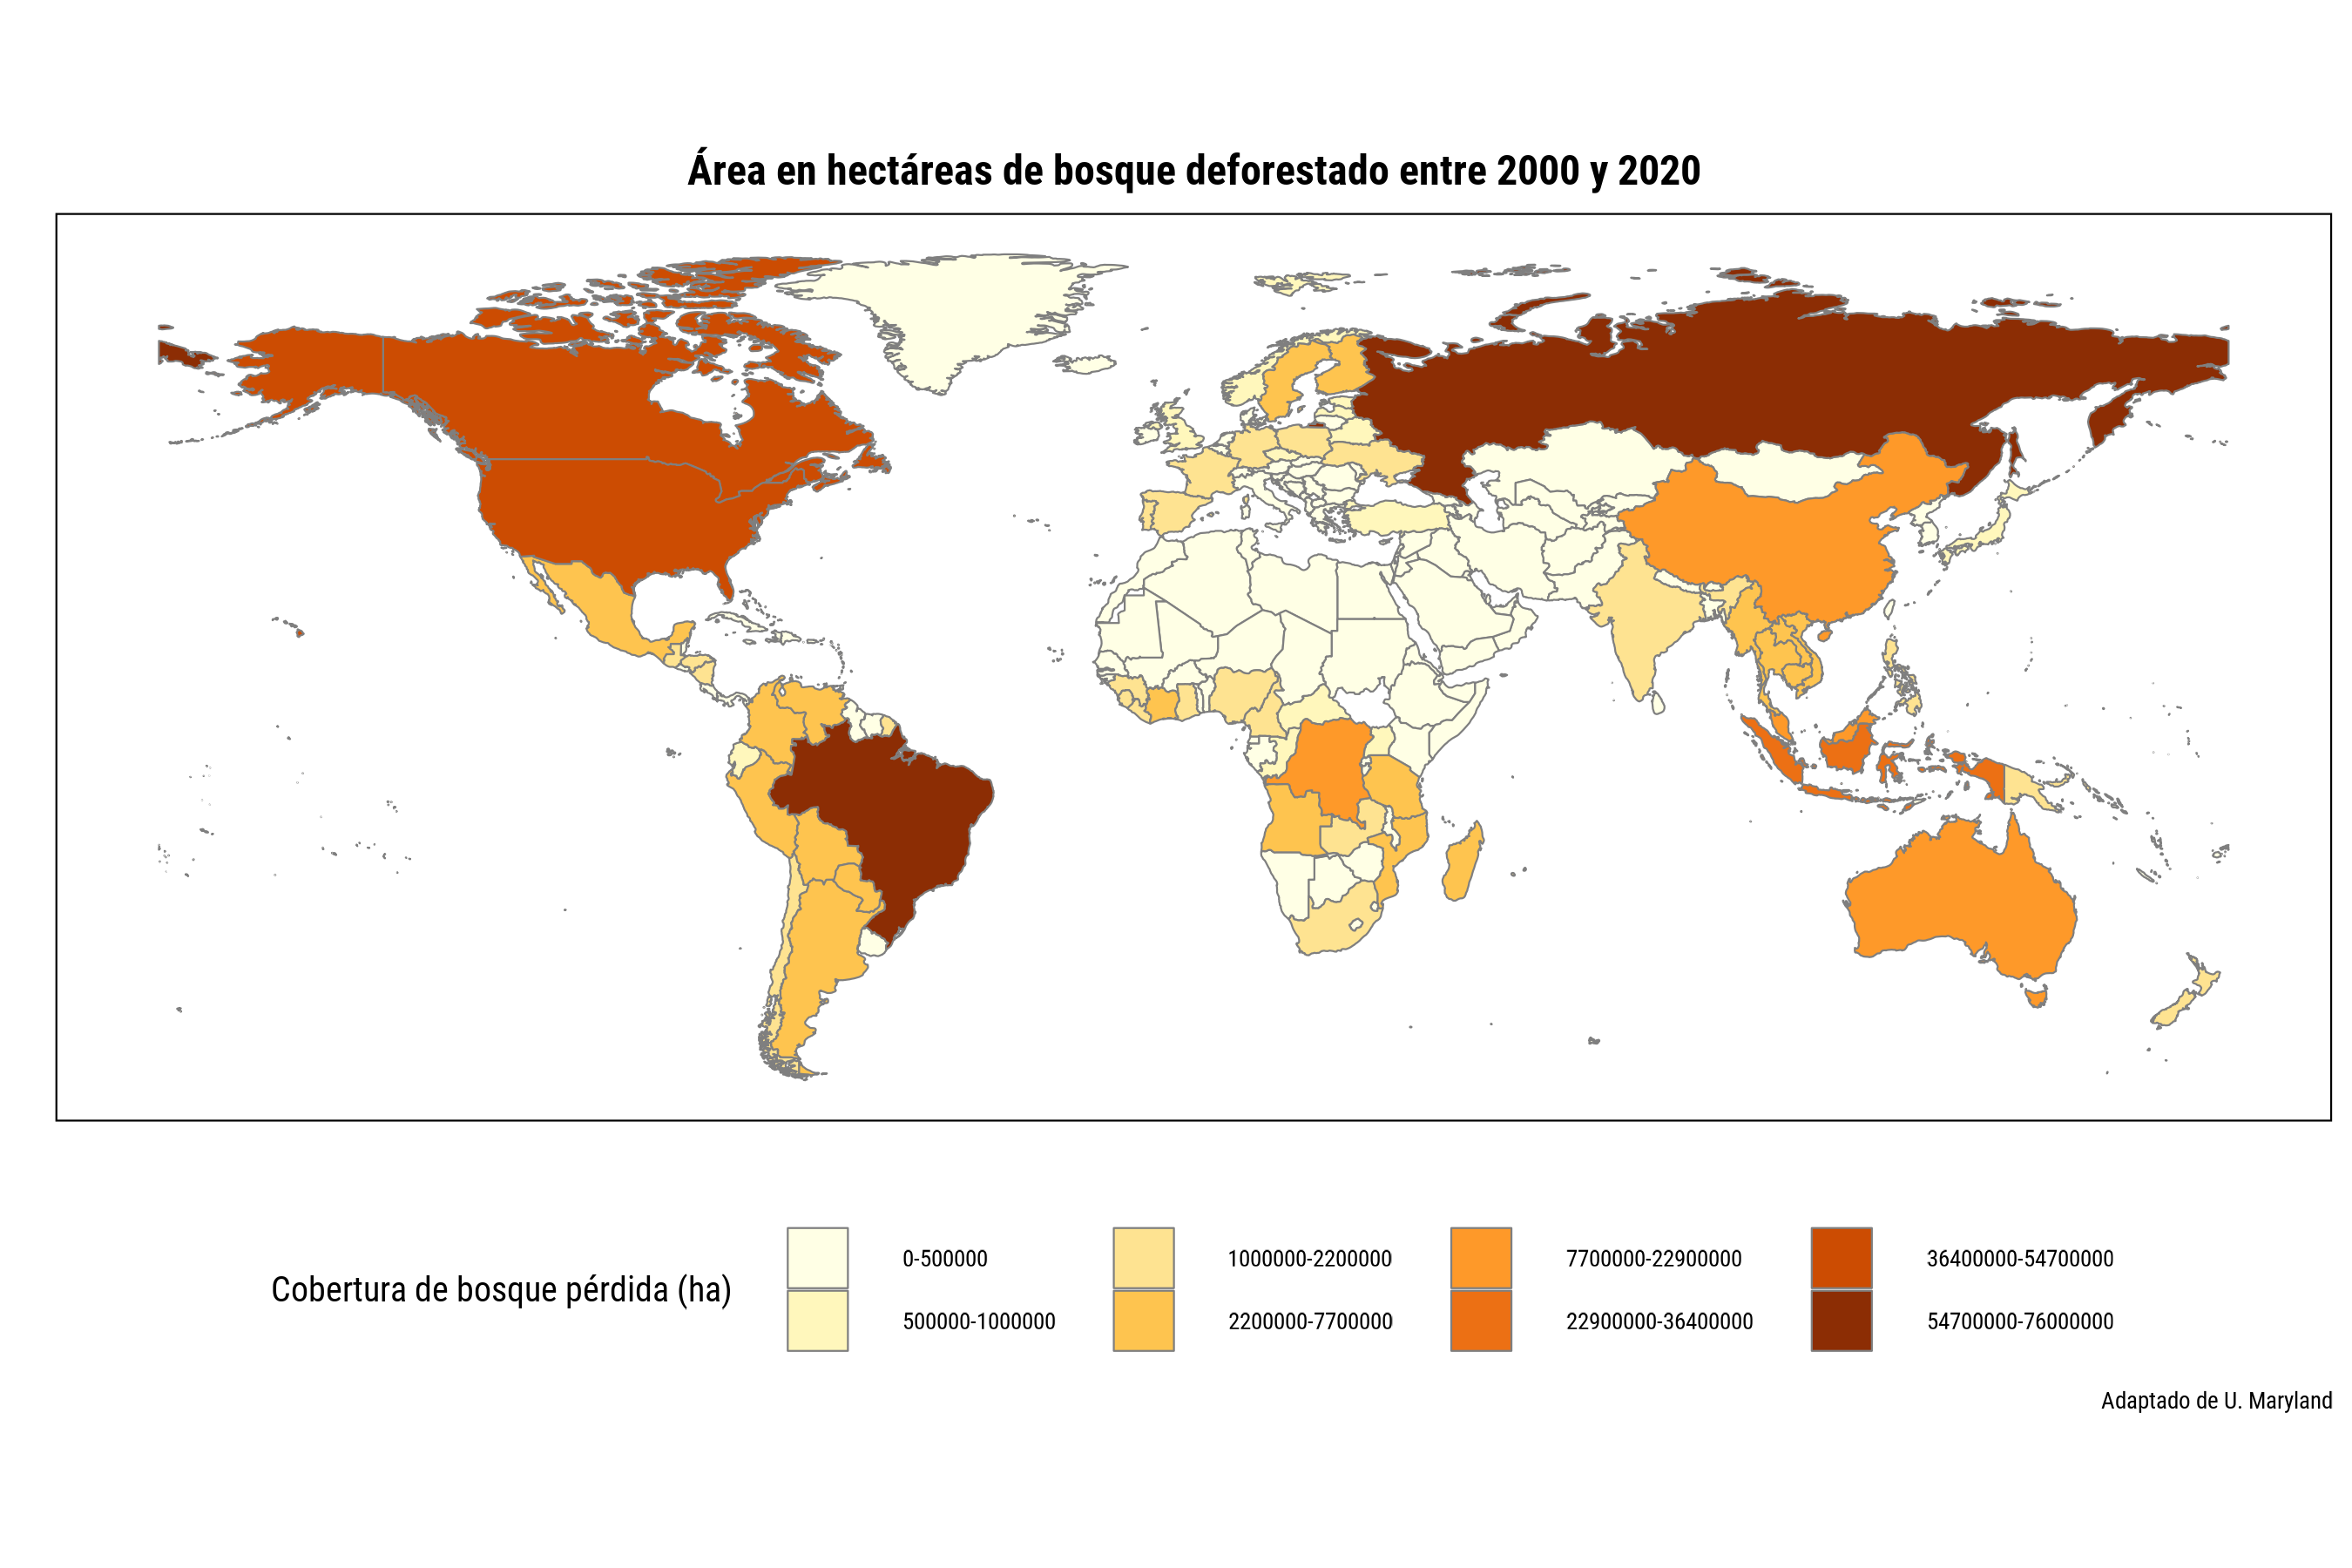 Área en hectáreas de bosque deforestado entre 2000 y 2020
Cobertura de bosque pérdida (ha)
0-500000
500000-1000000
1000000-2200000
2200000-7700000
7700000-22900000
22900000-36400000
36400000-54700000
54700000-76000000
Adaptado de U. Maryland